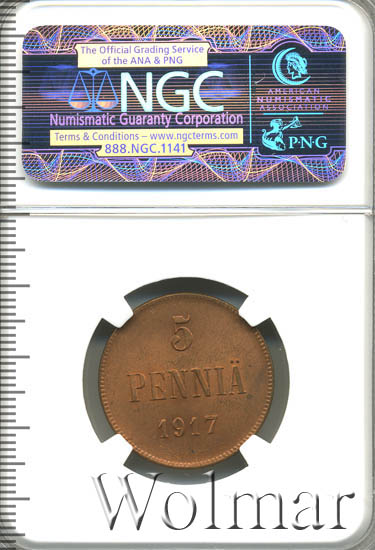 The Official Grading Service
of the ANA & PNG
NGC
Numismatic Guaranty Corporation
Terms & Conditions – www.ngcterms.com
888.NGC.1141
AMERICAN
NUMISMATIC
ASSOCIATION
P·N·G
5
PENNIÄ
1917
Wolmar